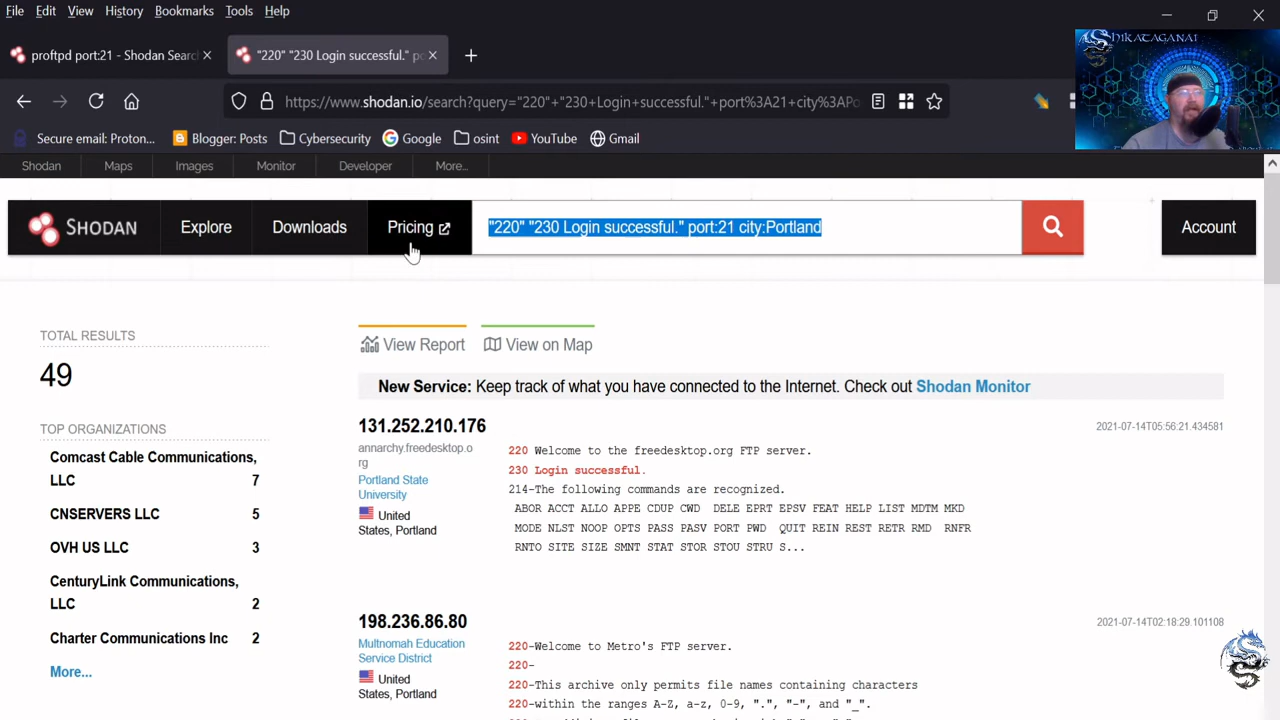 File Edit View History Bookmarks Tools Help
SHIKATAGANAI
proftpd port:21 - Shodan Searc
"220" "230 Login successful." po
https://www.shodan.io/search?query="220"+"230+Login+successful."+port%3A21+city%3APo
Secure email: Proton... Blogger: Posts Cybersecurity Google osint YouTube Gmail
Shodan Maps Images Monitor Developer More...
SHODAN Explore Downloads Pricing "220" "230 Login successful." port:21 city:Portland Account
TOTAL RESULTS
49
TOP ORGANIZATIONS
Comcast Cable Communications,
LLC 7
CNSERVERS LLC 5
OVH US LLC 3
CenturyLink Communications,
LLC 2
Charter Communications Inc 2
More...
View Report View on Map
New Service: Keep track of what you have connected to the Internet. Check out Shodan Monitor
131.252.210.176
2021-07-14T05:56:21.434581
annarchy.freedesktop.o
rg
Portland State
University
United
States, Portland
220 Welcome to the freedesktop.org FTP server.
230 Login successful.
214-The following commands are recognized.
ABOR ACCT ALLO APPE CDUP CWD DELE EPRT EPSV FEAT HELP LIST MDTM MKD
MODE NLST NOOP OPTS PASS PASV PORT PWD QUIT REIN REST RETR RMD RNFR
RNTO SITE SIZE SMNT STAT STOR STOU STRU S...
198.236.86.80
2021-07-14T02:18:29.101108
Multnomah Education
Service District
United
States, Portland
220-Welcome to Metro's FTP server.
220-
220-This archive only permits file names containing characters
220-within the ranges A-Z, a-z, 0-9, ".", "-", and "_".